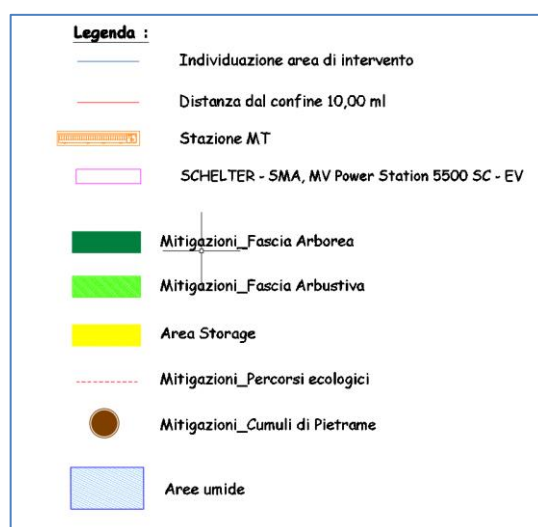 Legenda :
Individuazione area di intervento
Distanza dal confine 10,00 ml
Stazione MT
SCHELTER - SMA, MV Power Station 5500 SC - EV
Mitigazioni_Fascia Arborea
Mitigazioni_Fascia Arbustiva
Area Storage
Mitigazioni_Percorsi ecologici
Mitigazioni_Cumuli di Pietrame
Aree umide